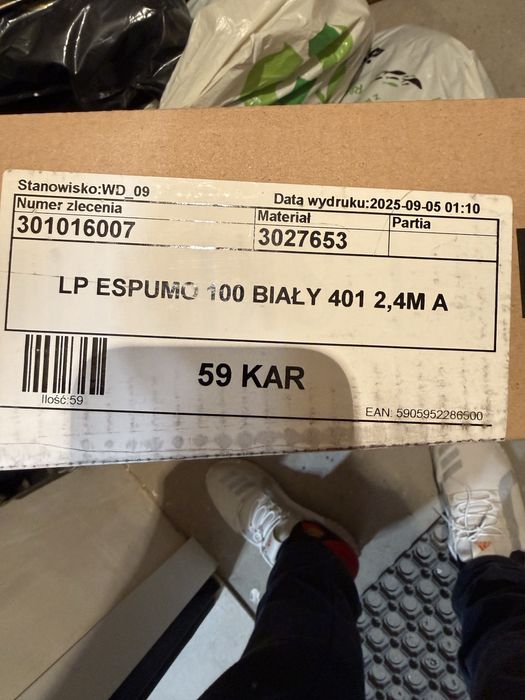 Stanowisko:WD_09
Data wydruku:2025-09-05 01:10
Numer zlecenia
Materiał
Partia
301016007
3027653
LP ESPUMO 100 BIAŁY 401 2,4M A
59 KAR
Ilość:59
EAN: 5905952286500